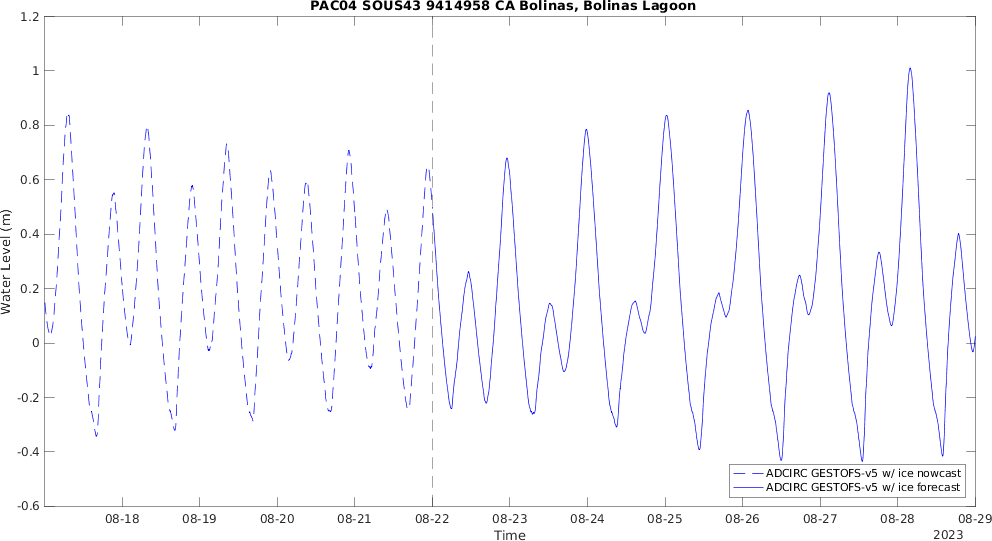 PAC04 SOUS43 9414958 CA Bolinas, Bolinas Lagoon
1.2
1
0.8
0.6
0.4
0.2
0
-0.2
-0.4
-0.6
Water Level (m)
ADCIRC GESTOFS-v5 w/ ice nowcast
ADCIRC GESTOFS-v5 w/ ice forecast
08-18 08-19 08-20 08-21 08-22 08-23 08-24 08-25 08-26 08-27 08-28 08-29
Time
2023